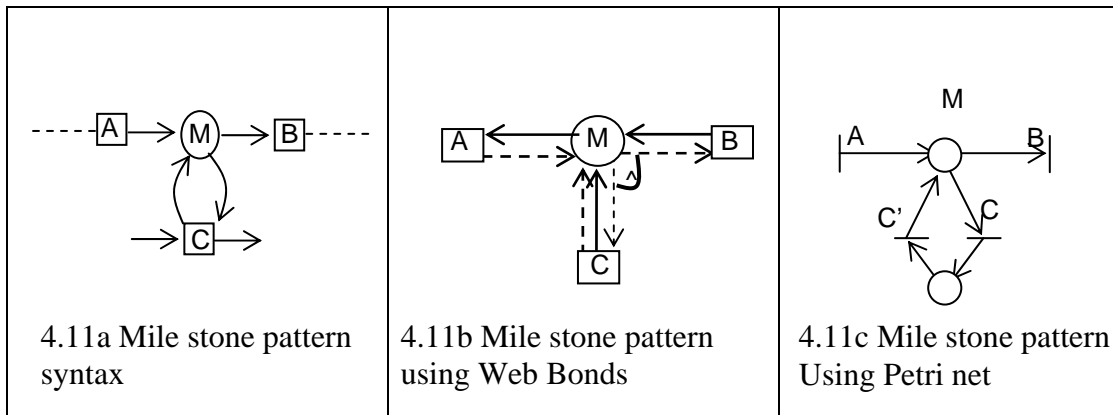 A M B
C
4.11a Mile stone pattern
syntax
A M B
^
C
4.11b Mile stone pattern
using Web Bonds
M
A B
C' C
4.11c Mile stone pattern
Using Petri net